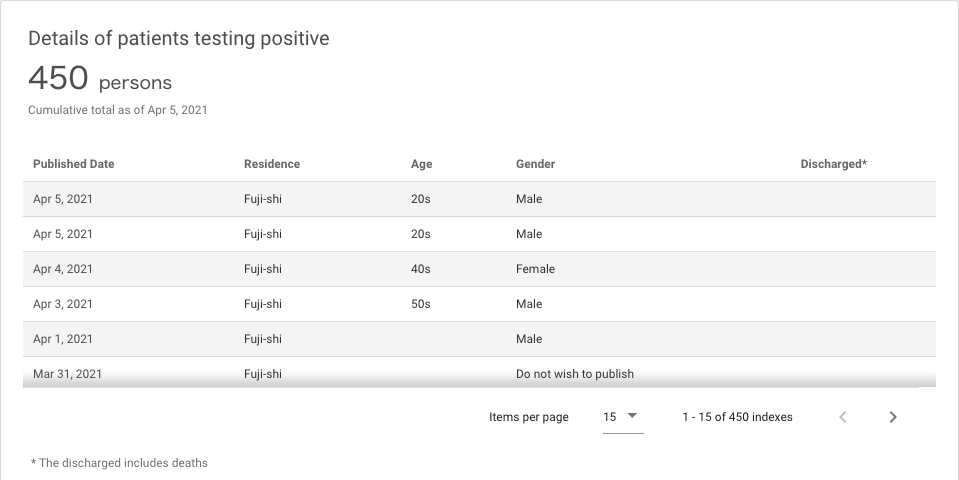 Details of patients testing positive
450 persons
Cumulative total as of Apr 5, 2021
Published Date Residence Age Gender Discharged*
Apr 5, 2021 Fuji-shi 20s Male
Apr 5, 2021 Fuji-shi 20s Male
Apr 4, 2021 Fuji-shi 40s Female
Apr 3, 2021 Fuji-shi 50s Male
Apr 1, 2021 Fuji-shi Male
Mar 31, 2021 Fuji-shi Do not wish to publish
Items per page 15 1 - 15 of 450 indexes
* The discharged includes deaths